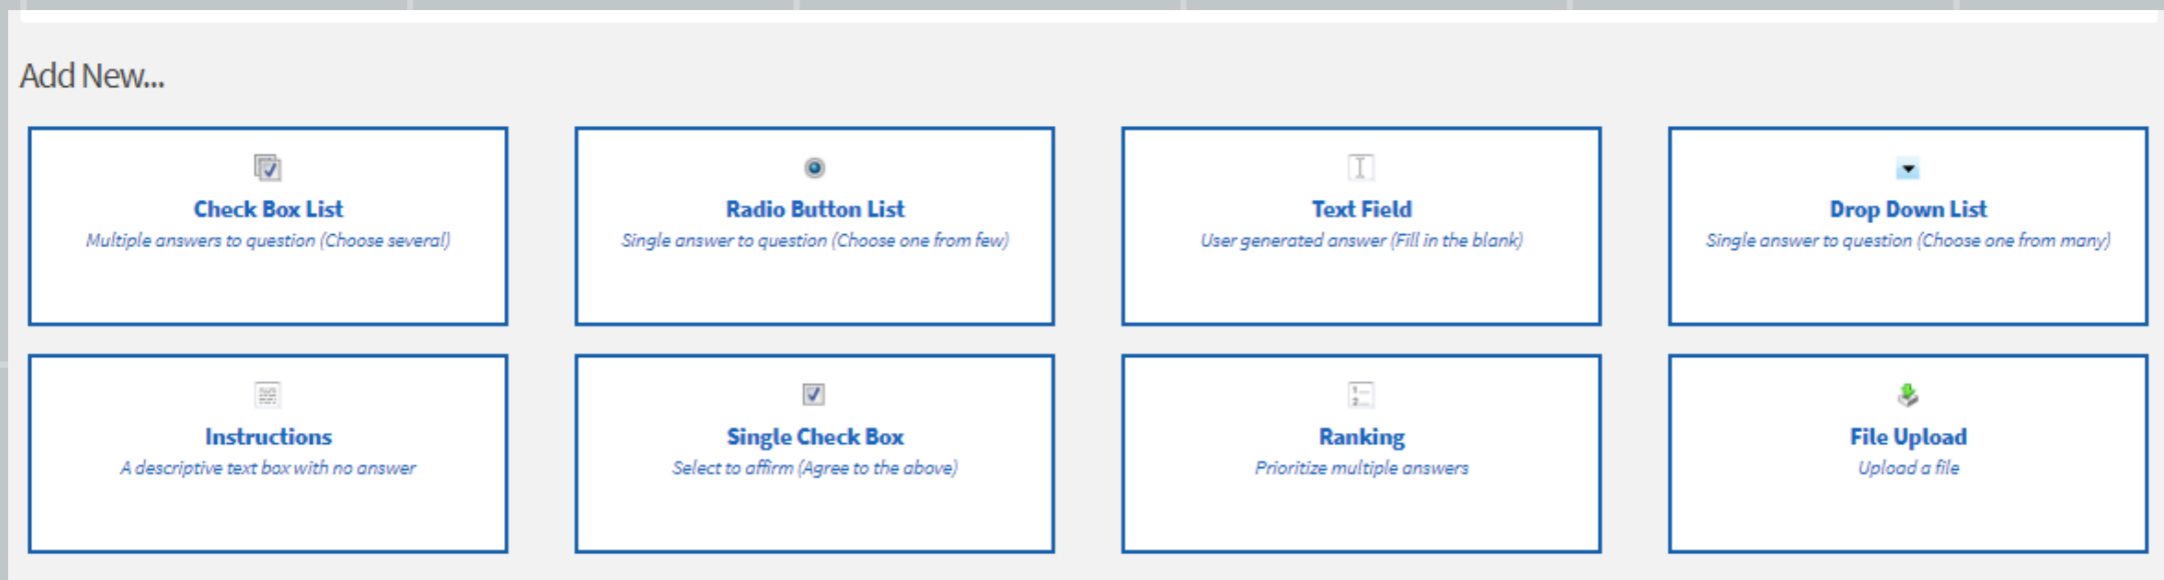 Add New...
Check Box List
Multiple answers to question (Choose several)
Radio Button List
Single answer to question (Choose one from few)
Text Field
User generated answer (Fill in the blank)
Drop Down List
Single answer to question (Choose one from many)
Instructions
A descriptive text box with no answer
Single Check Box
Select to affirm (Agree to the above)
1
2
Ranking
Prioritize multiple answers
File Upload
Upload a file